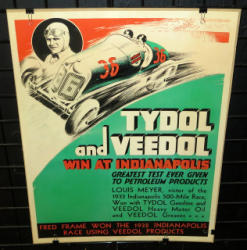 36
36
TYDOL
and VEEDOL
WIN AT INDIANAPOLIS
GREATEST TEST EVER GIVEN
TO PETROLEUM PRODUCTS
LOUIS MEYER, victor of the
1933 Indianapolis 500-Mile Race,
Won with TYDOL Gasoline and
VEEDOL Heavy Motor Oil
and VEEDOL Greases . . .
FRED FRAME WON THE 1932 INDIANAPOLIS
RACE USING VEEDOL PRODUCTS